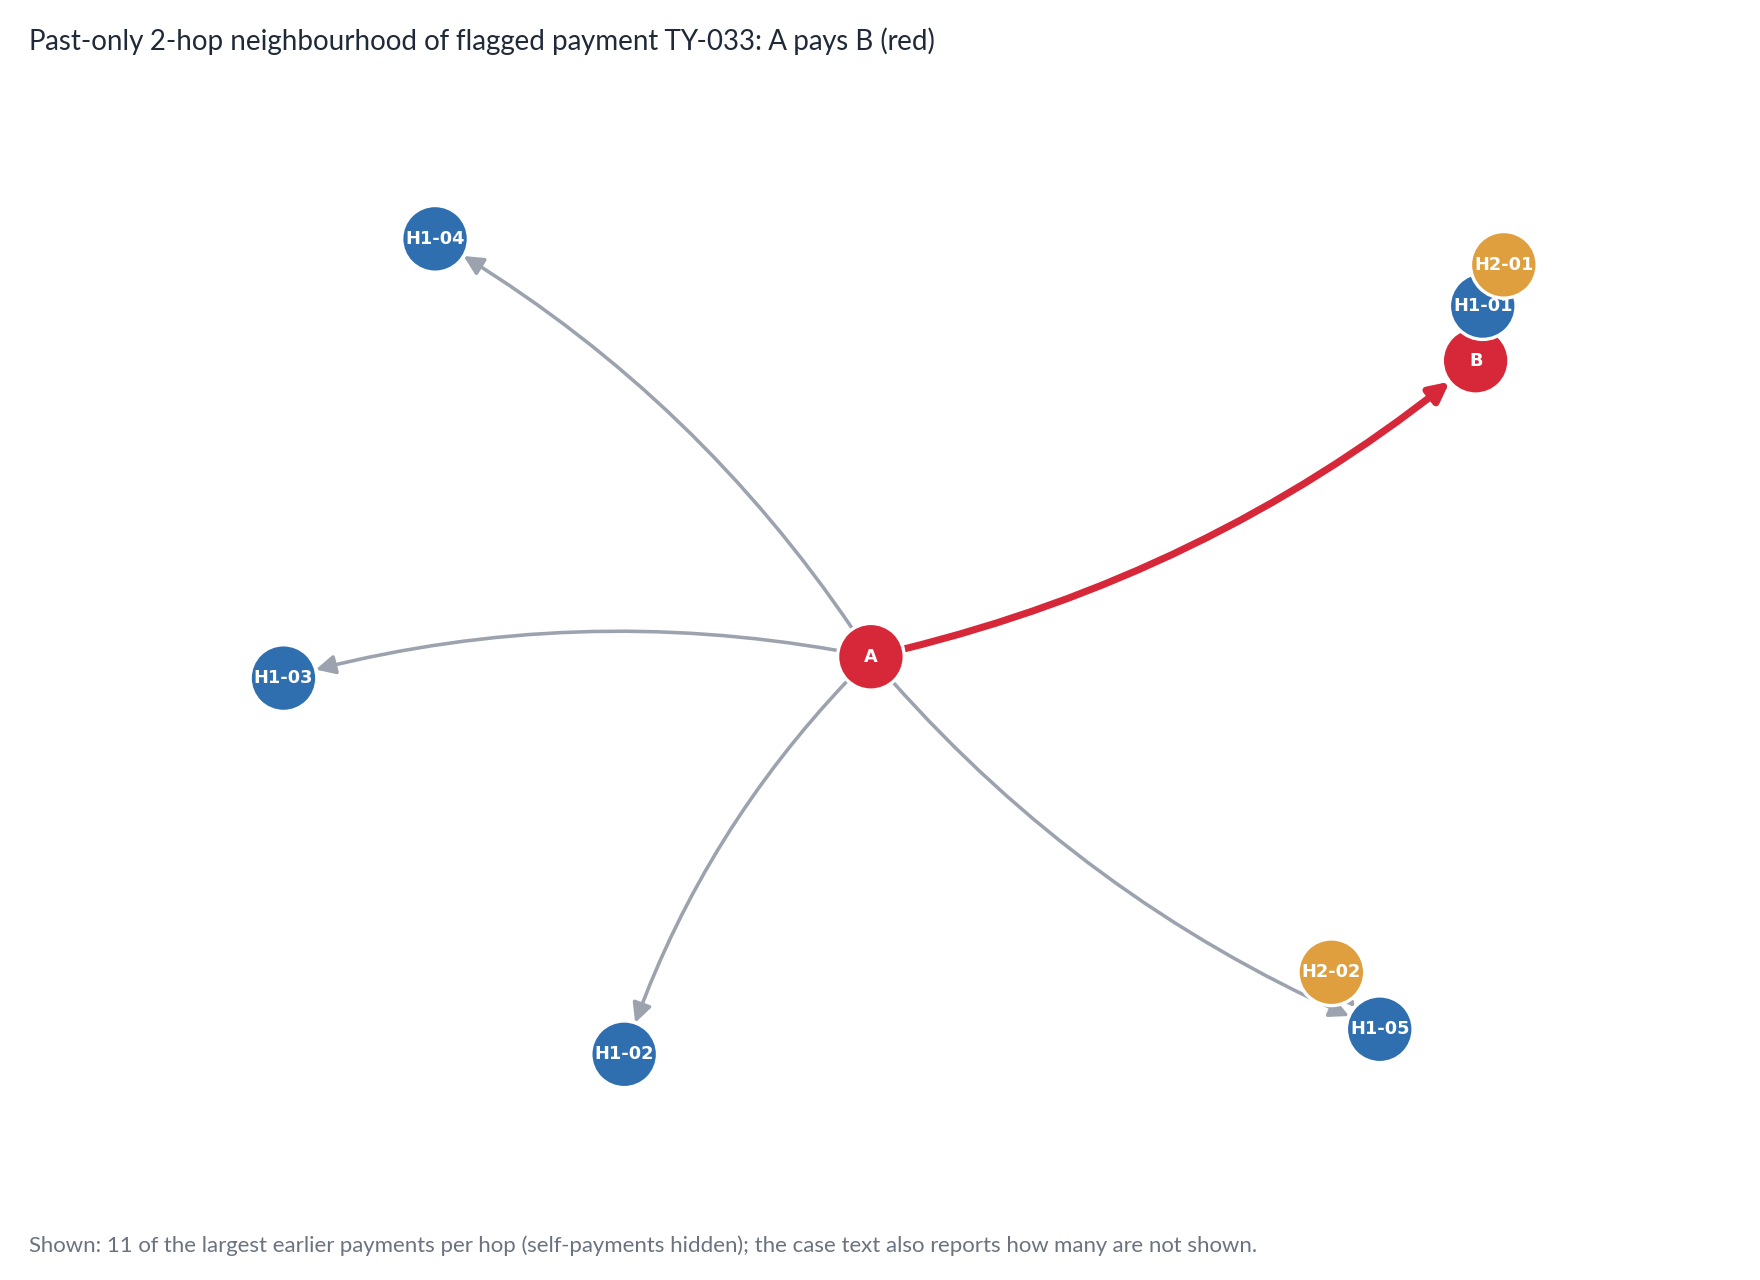 Past-only 2-hop neighbourhood of flagged payment TY-033: A pays B (red)
H1-04
H2-01
H1-01
B
A
H1-03
H2-02
H1-05
H1-02
Shown: 11 of the largest earlier payments per hop (self-payments hidden); the case text also reports how many are not shown.